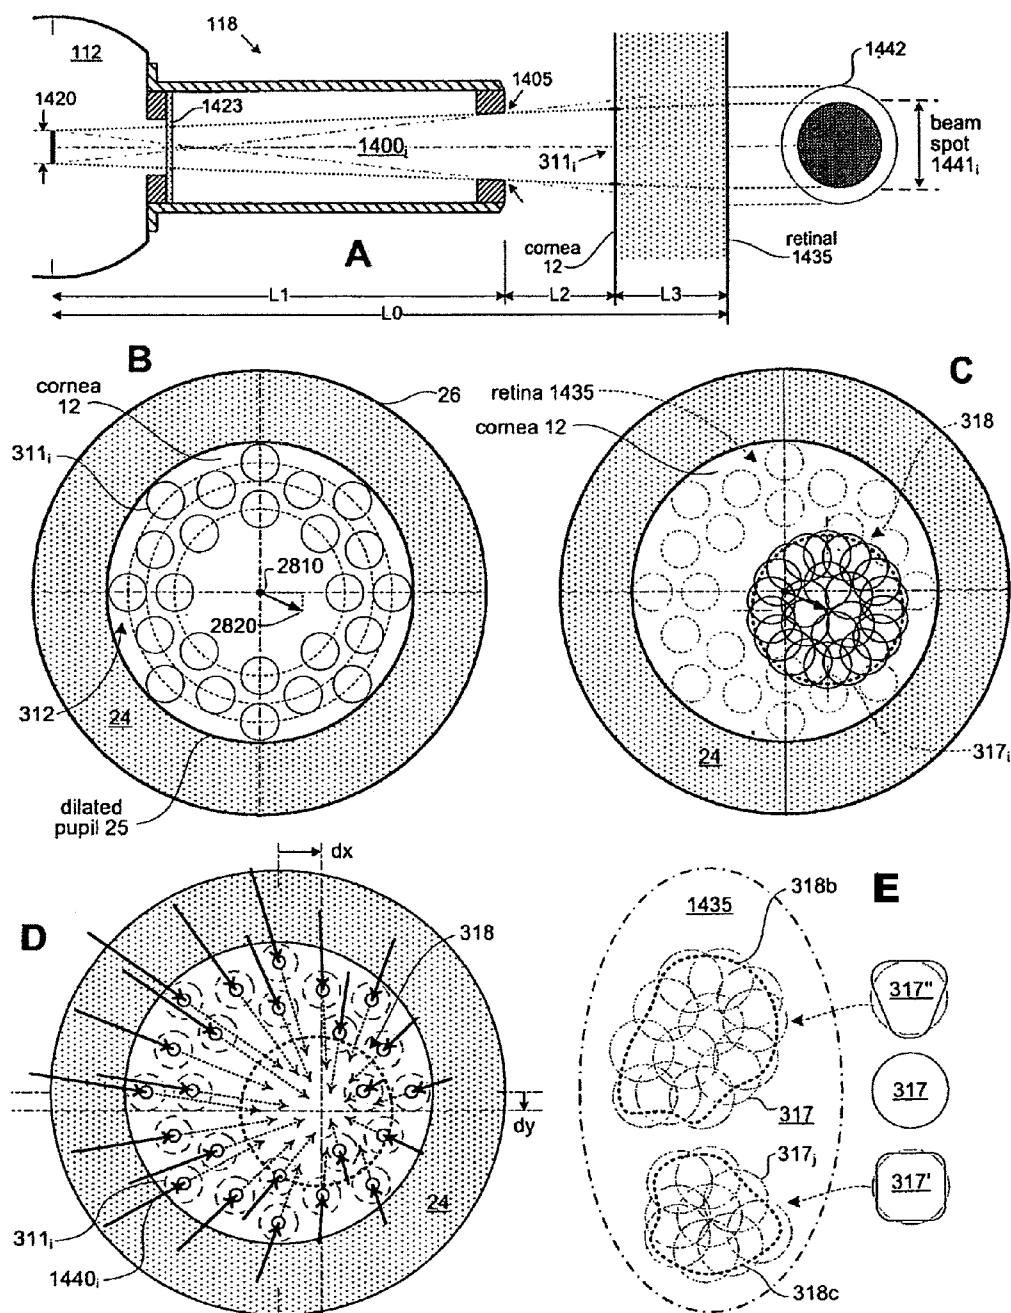 118
112
1420
1423
1405
1442
1400i
311i
beam
spot
1441i
A
cornea
12
retinal
1435
L1
L2
L3
L0
B
cornea
12
26
311i
2810
2820
312
24
dilated
pupil 25
C
retina 1435
cornea 12
318
317i
24
dx
D
318
dy
24
311i
1440i
E
1435
318b
317"
317
317
317j
317'
318c